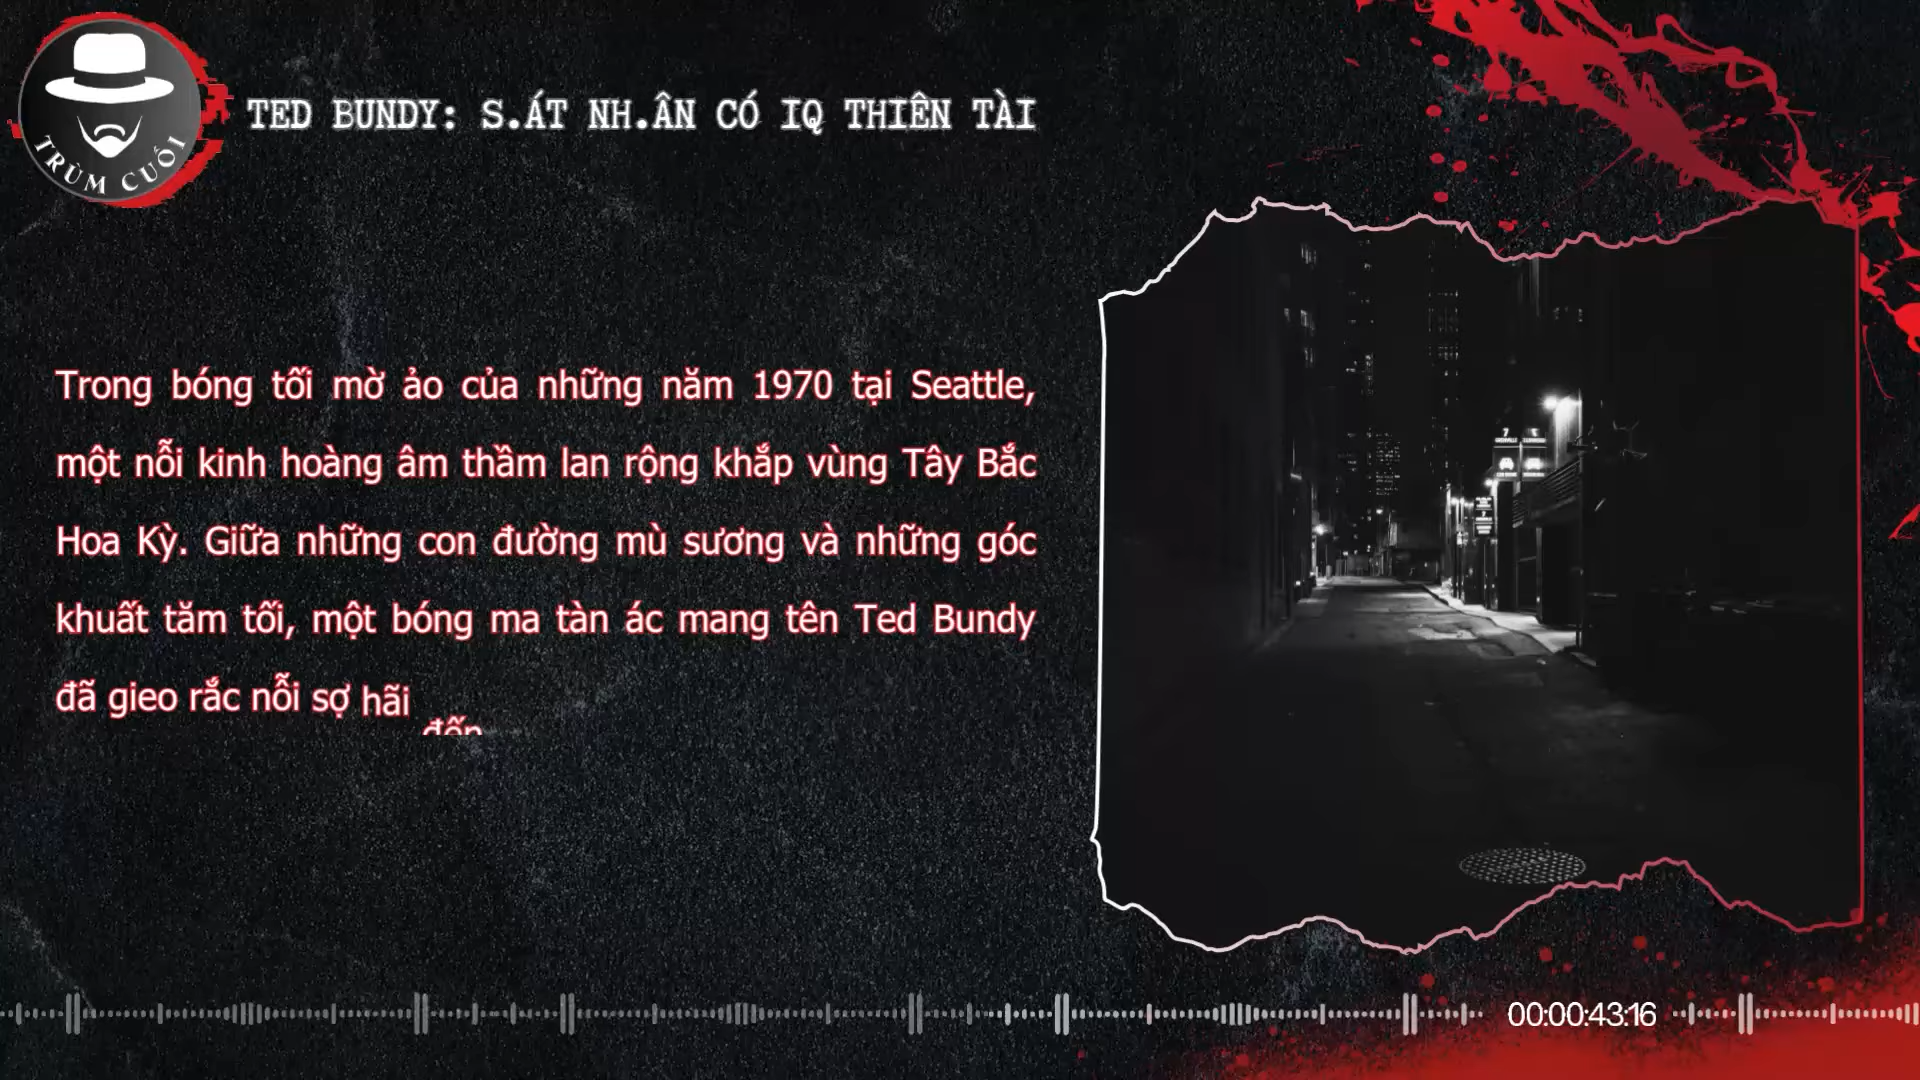 TRÙM CUỐI
TED BUNDY: S.ÁT NH.ÂN CÓ IQ THIÊN TÀI
Trong bóng tối mờ ảo của những năm 1970 tại Seattle,
một nỗi kinh hoàng âm thầm lan rộng khắp vùng Tây Bắc
Hoa Kỳ. Giữa những con đường mù sương và những góc
khuất tăm tối, một bóng ma tàn ác mang tên Ted Bundy
đã gieo rắc nỗi sợ hãi đến
00:00:43:16